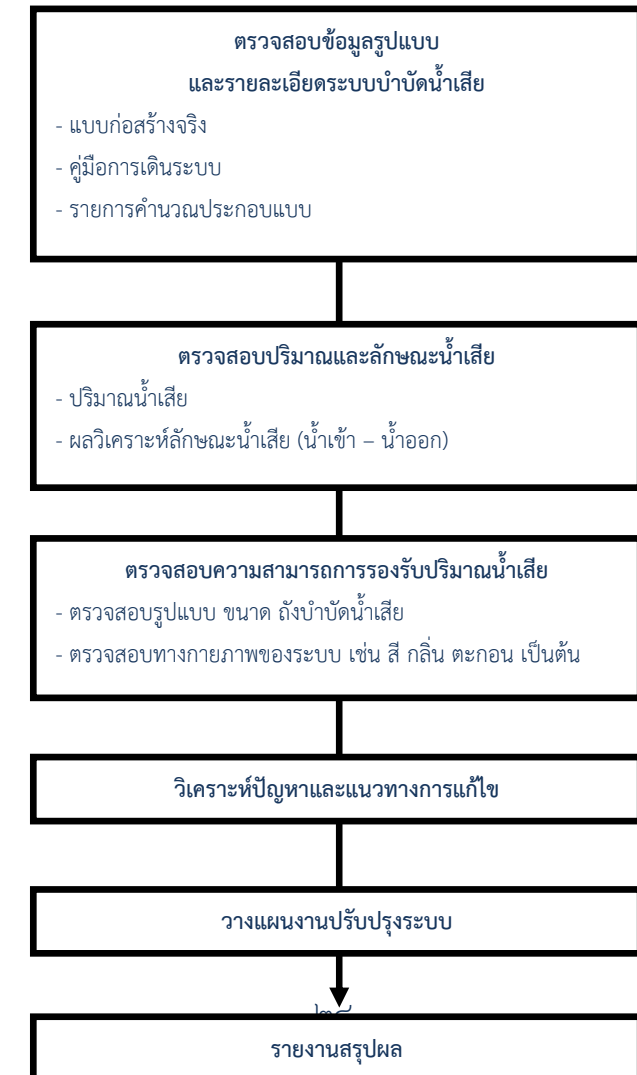 ตรวจสอบข้อมูลรูปแบบ
และรายละเอียดระบบบำบัดน้ำเสีย
- แบบก่อสร้างจริง
- คู่มือการเดินระบบ
- รายการคำนวณประกอบแบบ
ตรวจสอบปริมาณและลักษณะน้ำเสีย
- ปริมาณน้ำเสีย
- ผลวิเคราะห์ลักษณะน้ำเสีย (น้ำเข้า – น้ำออก)
ตรวจสอบความสามารถการรองรับปริมาณน้ำเสีย
- ตรวจสอบรูปแบบ ขนาด ถังบำบัดน้ำเสีย
- ตรวจสอบทางกายภาพของระบบ เช่น สี กลิ่น ตะกอน เป็นต้น
วิเคราะห์ปัญหาและแนวทางการแก้ไข
วางแผนงานปรับปรุงระบบ
รายงานสรุปผล